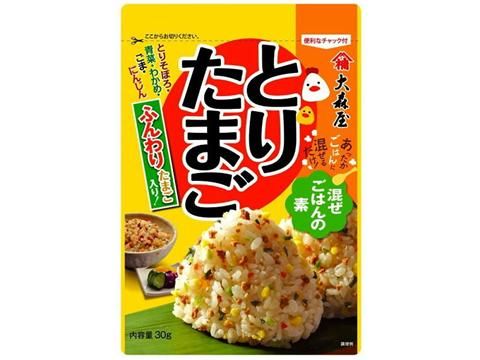 ここからお切りください。
便利なチャック付
とりそぼろ・
青菜・わかめ・
ごま・
にんじん
ふんわり
たまご
入り!
とり
たまご
大森屋
あったか
ごはんに
混ぜる
だけ!
混ぜ
ごはんの
素
内容量30g
調理例